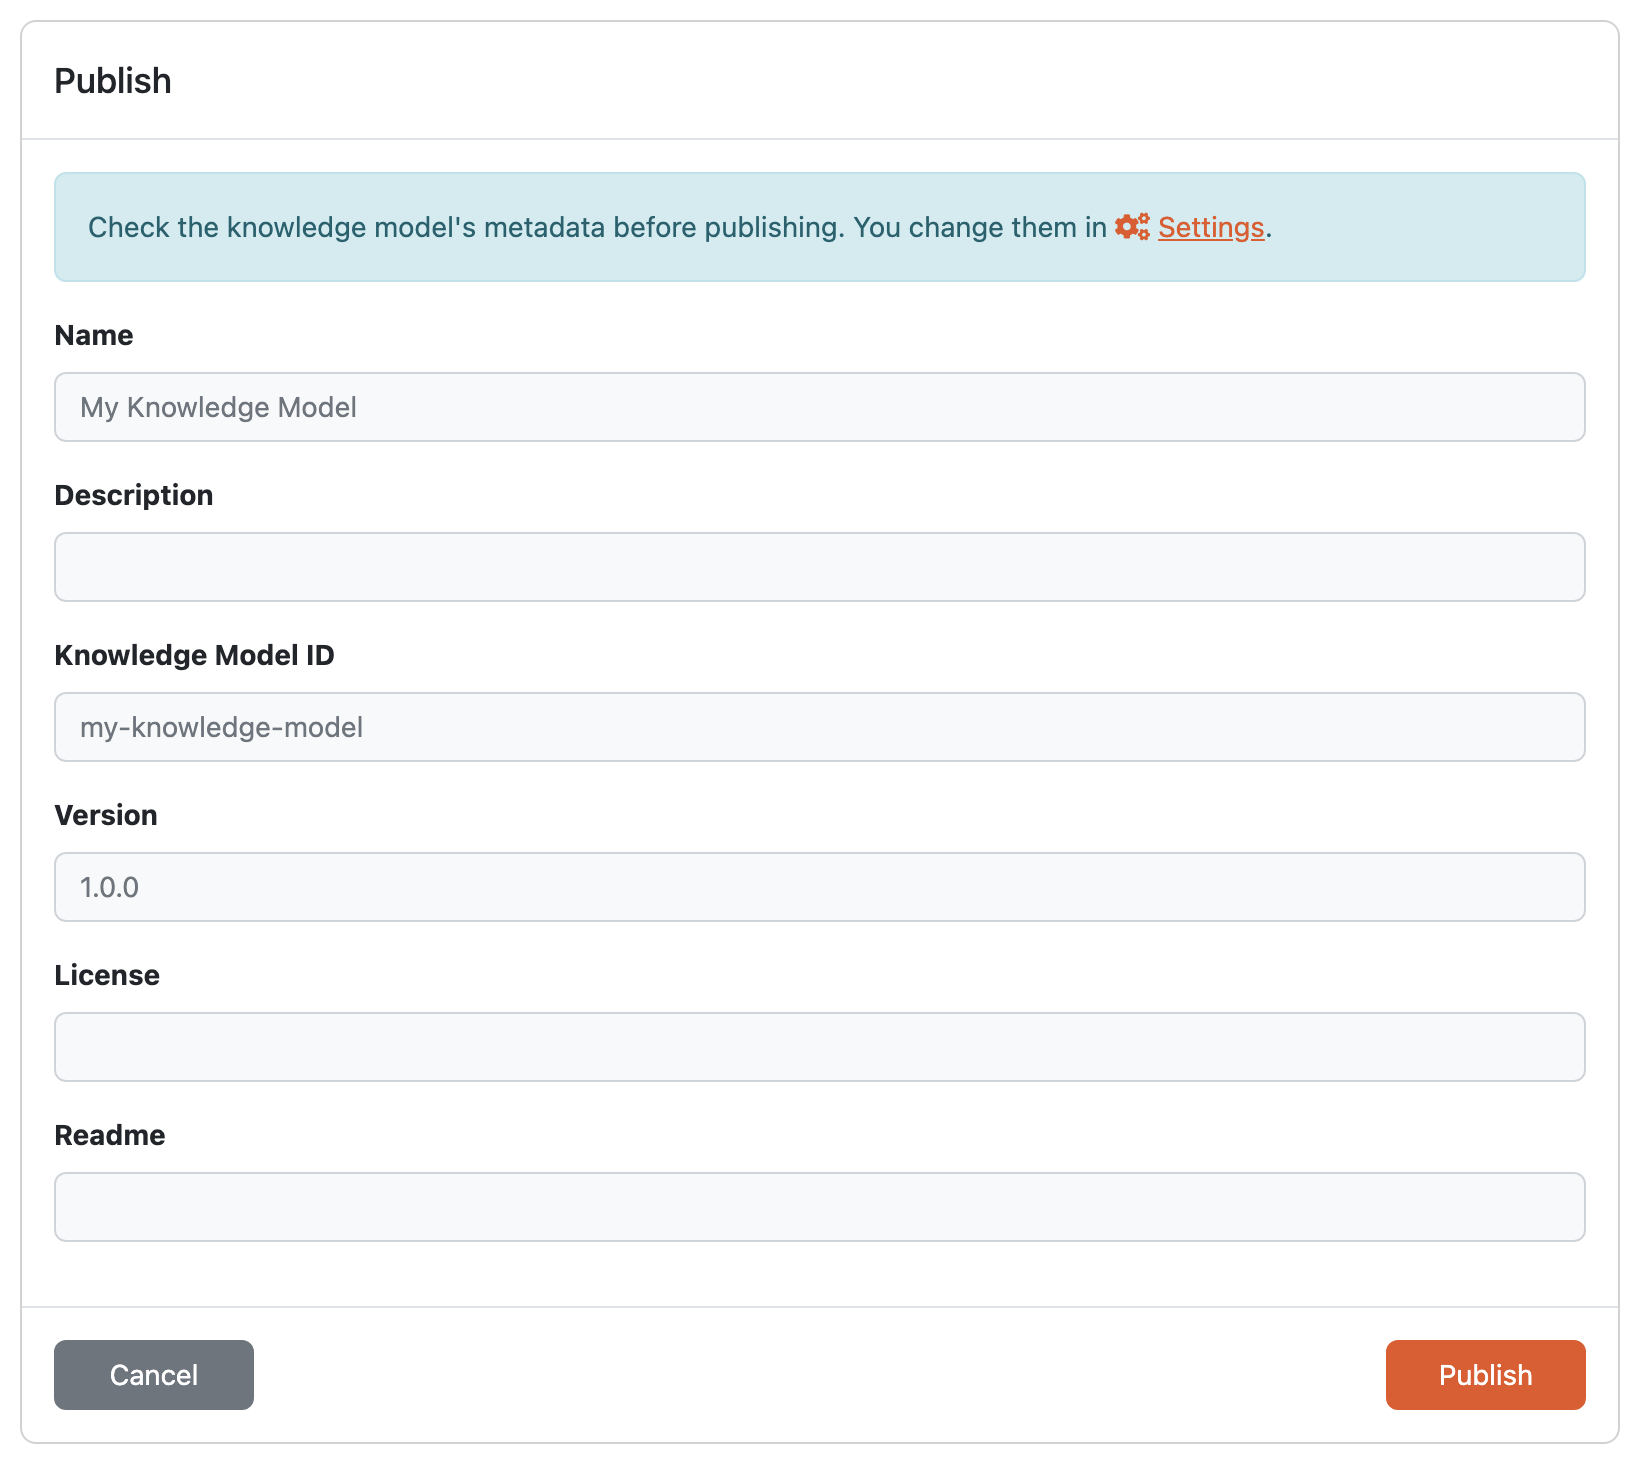 Publish
Check the knowledge model's metadata before publishing. You change them in Settings.
Name
My Knowledge Model
Description
Knowledge Model ID
my-knowledge-model
Version
1.0.0
License
Readme
Cancel
Publish